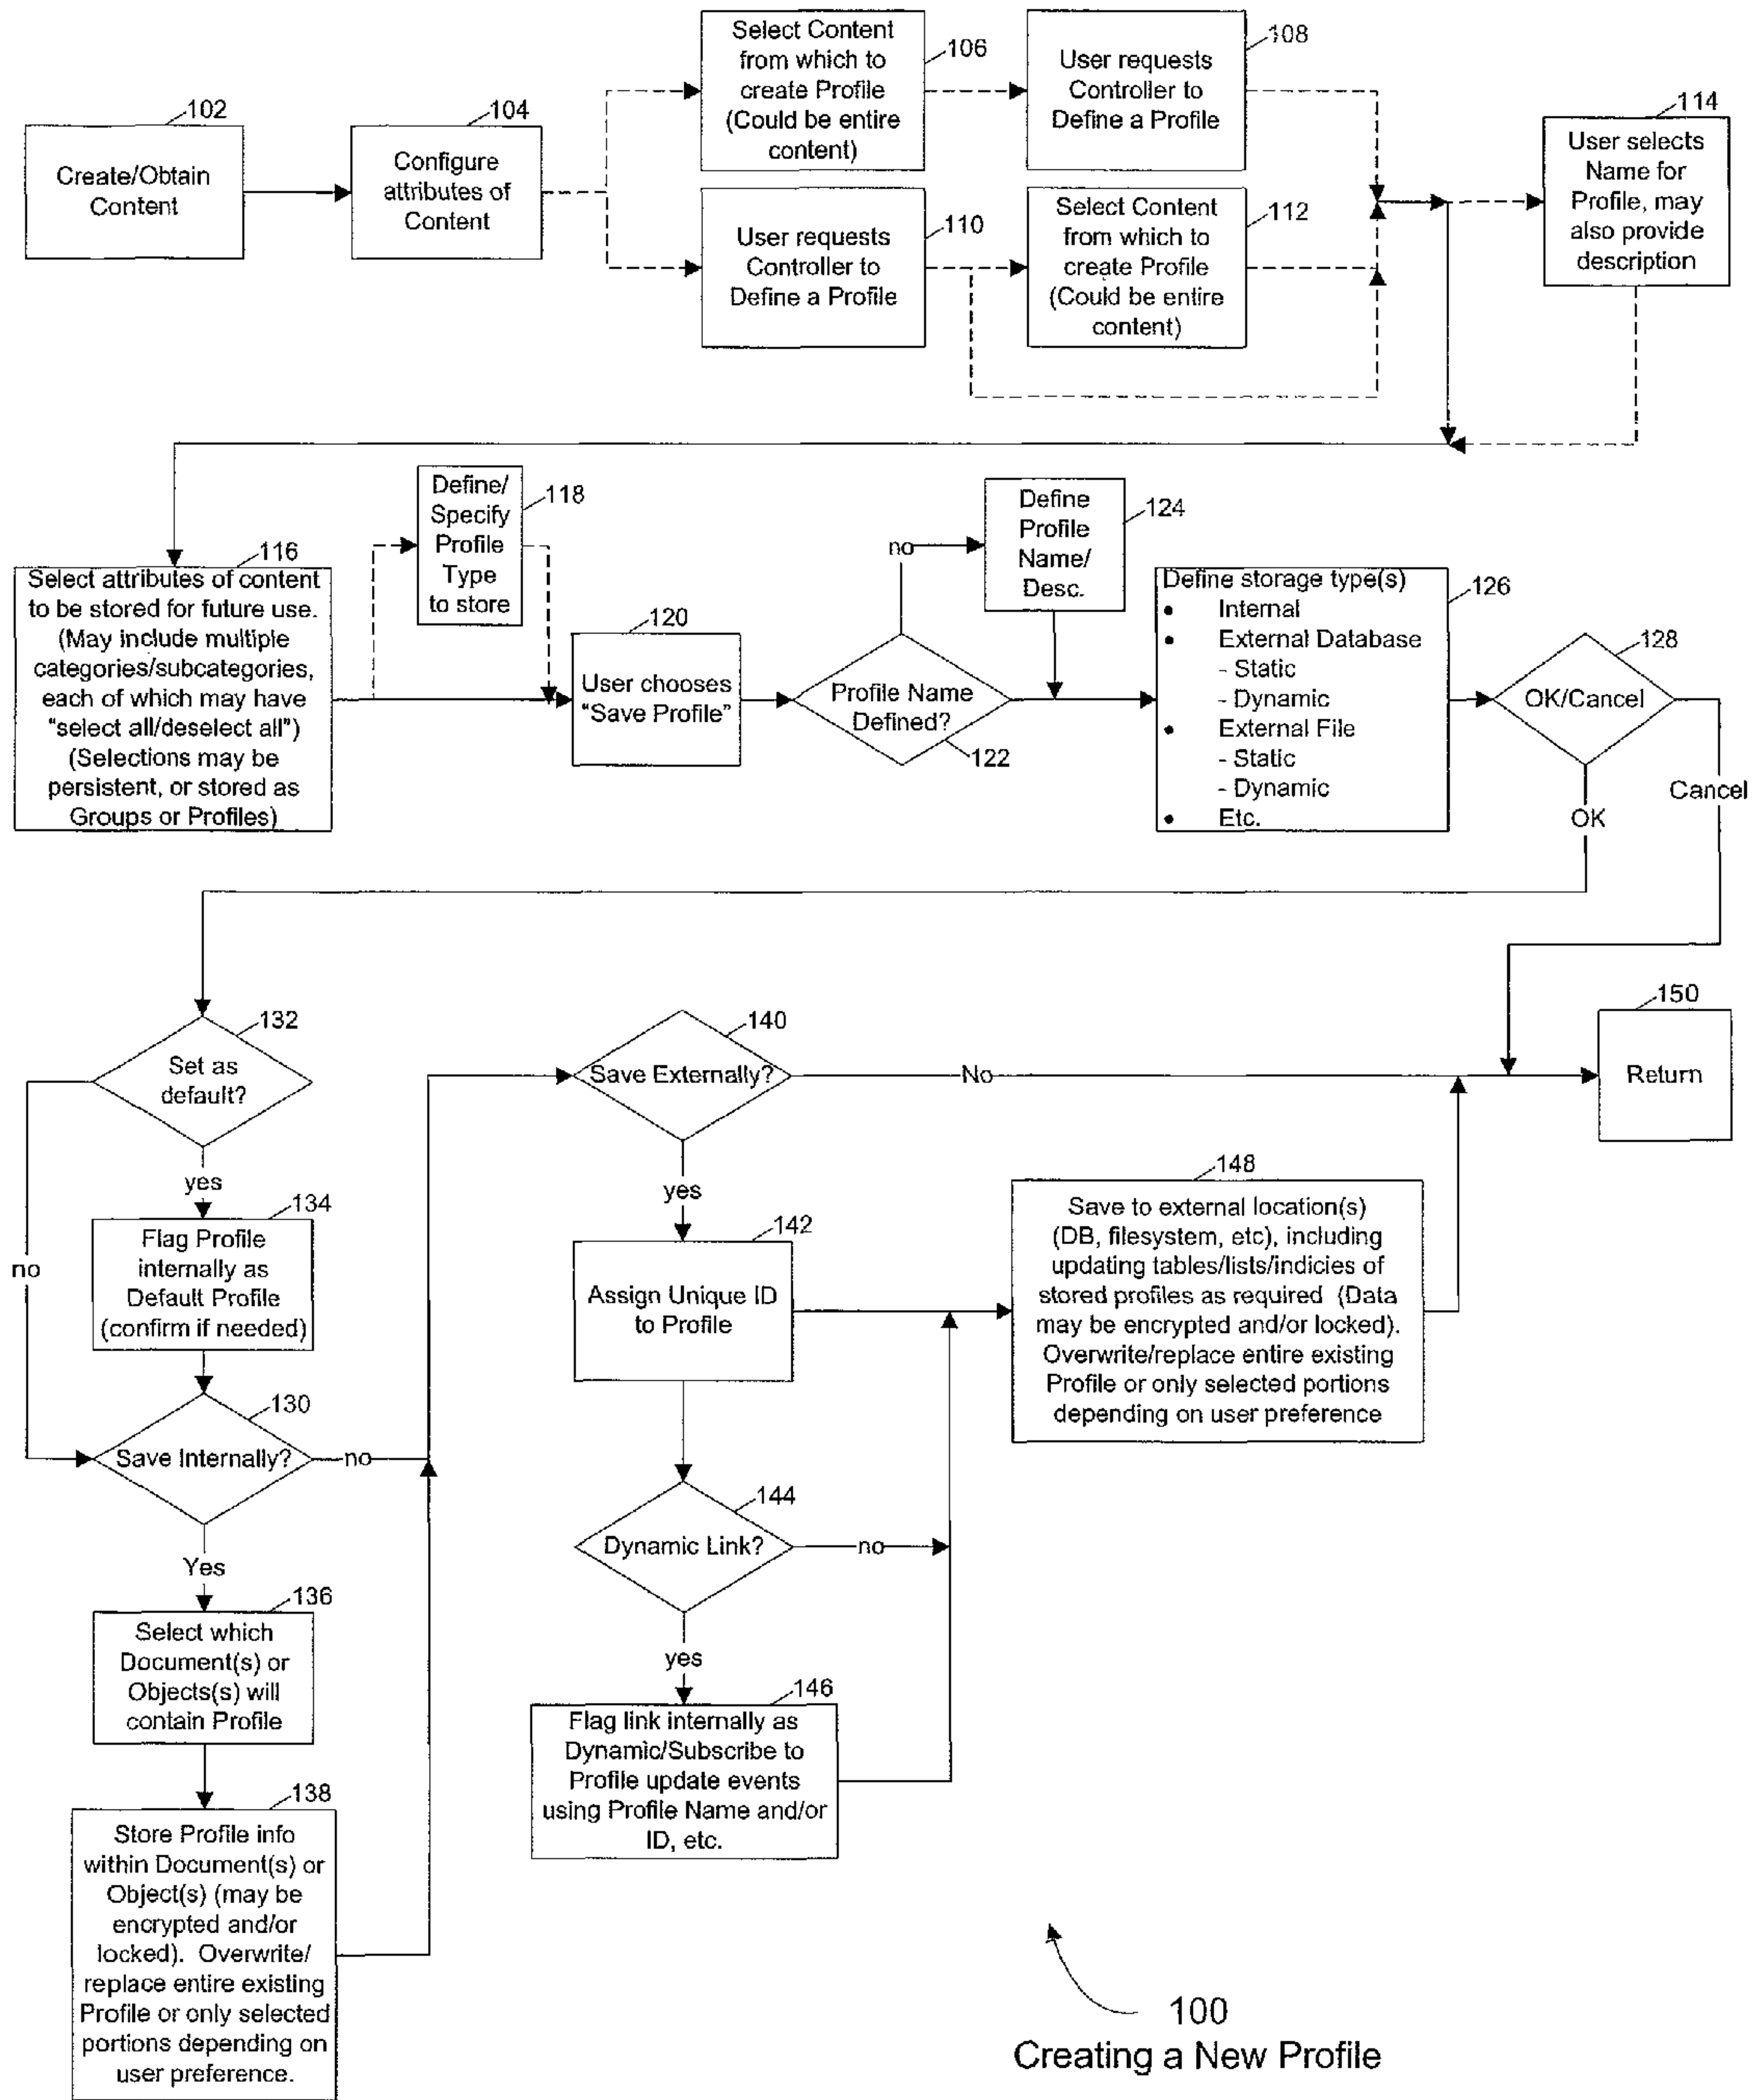 102
Create/Obtain
Content
104
Configure
attributes of
Content
106
Select Content
from which to
create Profile
(Could be entire
content)
108
User requests
Controller to
Define a Profile
110
User requests
Controller to
Define a Profile
112
Select Content
from which to
create Profile
(Could be entire
content)
114
User selects
Name for
Profile, may
also provide
description
116
Select attributes of content
to be stored for future use.
(May include multiple
categories/subcategories,
each of which may have
“select all/deselect all”)
(Selections may be
persistent, or stored as
Groups or Profiles)
118
Define/
Specify
Profile
Type
to store
120
User chooses
“Save Profile”
122
Profile Name
Defined?
no
124
Define
Profile
Name/
Desc.
126
Define storage type(s)
• Internal
• External Database
- Static
- Dynamic
• External File
- Static
- Dynamic
• Etc.
128
OK/Cancel
Cancel
OK
132
Set as
default?
yes
no
134
Flag Profile
internally as
Default Profile
(confirm if needed)
130
Save Internally?
no
Yes
136
Select which
Document(s) or
Objects(s) will
contain Profile
138
Store Profile info
within Document(s) or
Object(s) (may be
encrypted and/or
locked). Overwrite/
replace entire existing
Profile or only selected
portions depending on
user preference.
140
Save Externally?
No
yes
142
Assign Unique ID
to Profile
144
Dynamic Link?
no
yes
146
Flag link internally as
Dynamic/Subscribe to
Profile update events
using Profile Name and/or
ID, etc.
148
Save to external location(s)
(DB, filesystem, etc), including
updating tables/lists/indicies of
stored profiles as required (Data
may be encrypted and/or locked).
Overwrite/replace entire existing
Profile or only selected portions
depending on user preference
150
Return
100
Creating a New Profile